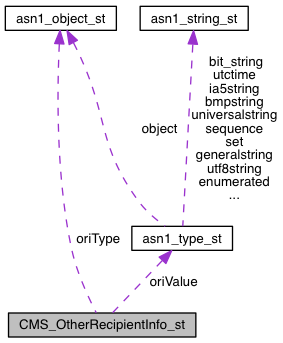 asn1_object_st
asn1_string_st
bit_string
utctime
ia5string
bmpstring
universalstring
sequence
set
generalstring
utf8string
enumerated
...
object
asn1_type_st
oriType
oriValue
CMS_OtherRecipientInfo_st